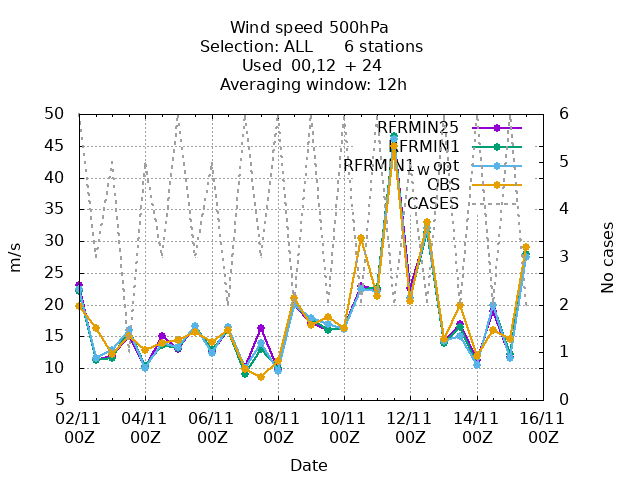 Wind speed 500hPa
Selection: ALL 6 stations
Used 00,12 + 24
Averaging window: 12h
50
45
40
35
30
25
20
15
10
5
m/s
6
5
4
3
2
1
0
No cases
RFRMIN25
RFRMIN1
RFRMIN1_w opt
OBS
CASES
02/11 04/11 06/11 08/11 10/11 12/11 14/11 16/11
00Z 00Z 00Z 00Z 00Z 00Z 00Z 00Z
Date